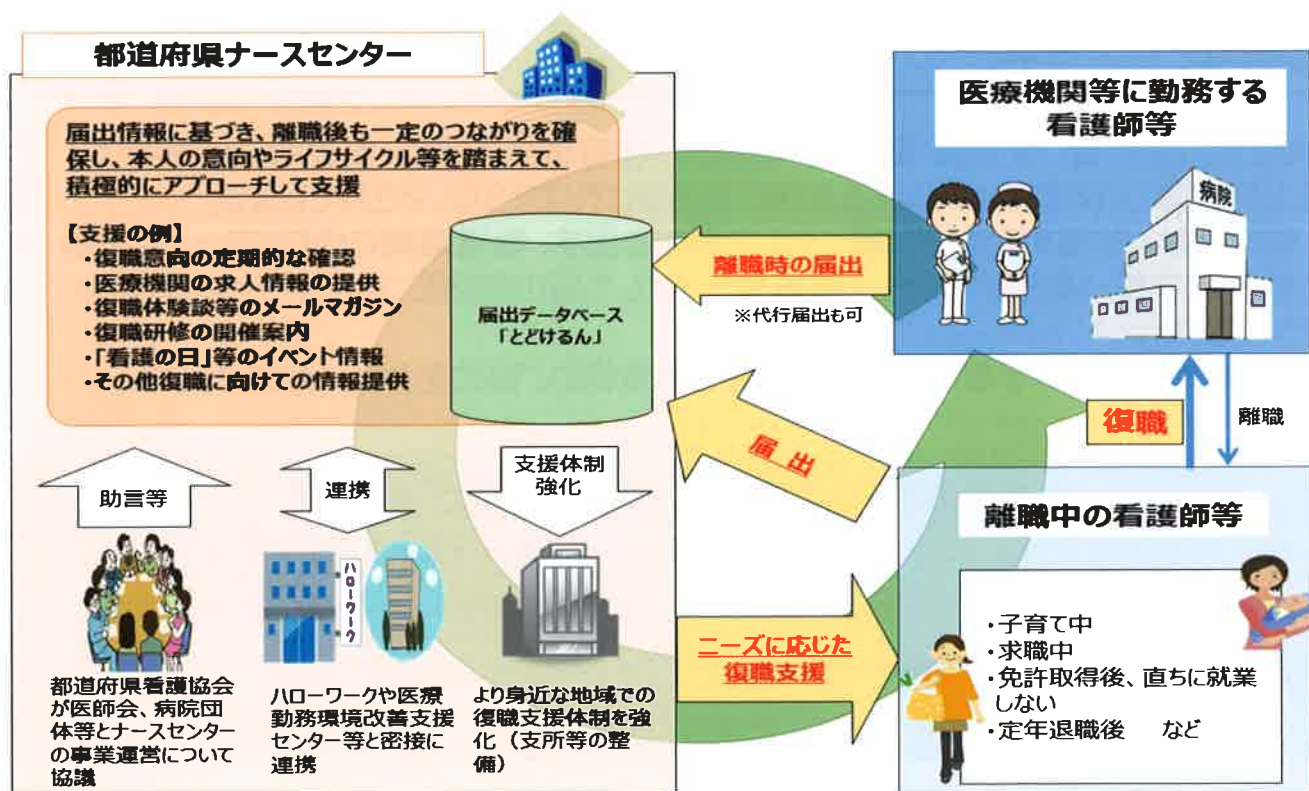 都道府県ナースセンター
届出情報に基づき、離職後も一定のつながりを確
保し、本人の意向やライフサイクル等を踏まえて、
積極的にアプローチして支援
【支援の例】
・復職意向の定期的な確認
・医療機関の求人情報の提供
・復職体験談等のメールマガジン
・復職研修の開催案内
・「看護の日」等のイベント情報
・その他復職に向けての情報提供
届出データベース
「とどけるん」
助言等
連携
支援体制
強化
ハローワーク
都道府県看護協会
が医師会、病院団
体等とナースセンター
の事業運営について
協議
ハローワークや医療
勤務環境改善支援
センター等と密接に
連携
より身近な地域での
復職支援体制を強
化（支所等の整
備）
離職時の届出
※代行届出も可
届出
ニーズに応じた
復職支援
医療機関等に勤務する
看護師等
病院
復職
離職
離職中の看護師等
・子育て中
・求職中
・免許取得後、直ちに就業
しない
・定年退職後　など